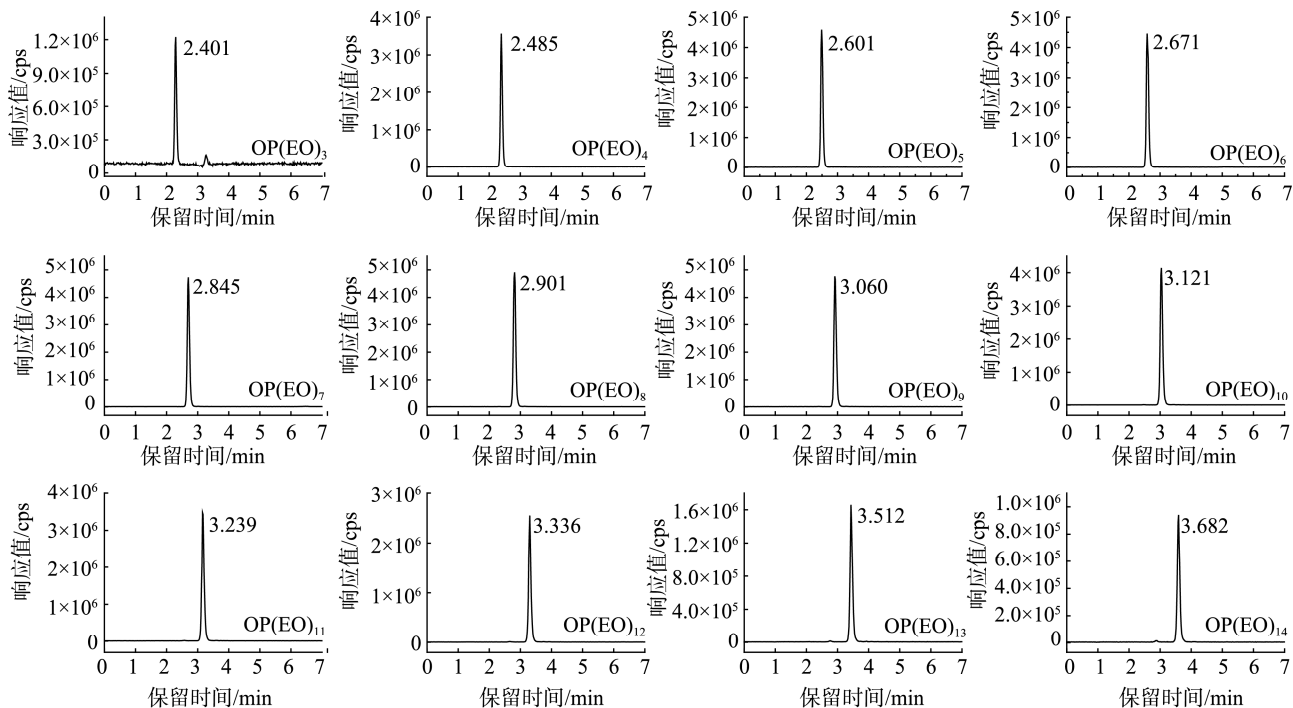 响应值/cps
1.2×10⁶
9.0×10⁵
6.0×10⁵
3.0×10⁵
0
2.401
OP(EO)₃
0 1 2 3 4 5 6 7
保留时间/min
响应值/cps
4×10⁶
3×10⁶
2×10⁶
1×10⁶
0
2.485
OP(EO)₄
0 1 2 3 4 5 6 7
保留时间/min
响应值/cps
5×10⁶
4×10⁶
3×10⁶
2×10⁶
1×10⁶
0
2.601
OP(EO)₅
0 1 2 3 4 5 6 7
保留时间/min
响应值/cps
5×10⁶
4×10⁶
3×10⁶
2×10⁶
1×10⁶
0
2.671
OP(EO)₆
0 1 2 3 4 5 6 7
保留时间/min
响应值/cps
5×10⁶
4×10⁶
3×10⁶
2×10⁶
1×10⁶
0
2.845
OP(EO)₇
0 1 2 3 4 5 6 7
保留时间/min
响应值/cps
5×10⁶
4×10⁶
3×10⁶
2×10⁶
1×10⁶
0
2.901
OP(EO)₈
0 1 2 3 4 5 6 7
保留时间/min
响应值/cps
5×10⁶
4×10⁶
3×10⁶
2×10⁶
1×10⁶
0
3.060
OP(EO)₉
0 1 2 3 4 5 6 7
保留时间/min
响应值/cps
4×10⁶
3×10⁶
2×10⁶
1×10⁶
0
3.121
OP(EO)₁₀
0 1 2 3 4 5 6 7
保留时间/min
响应值/cps
4×10⁶
3×10⁶
2×10⁶
1×10⁶
0
3.239
OP(EO)₁₁
0 1 2 3 4 5 6 7
保留时间/min
响应值/cps
3×10⁶
2×10⁶
1×10⁶
0
3.336
OP(EO)₁₂
0 1 2 3 4 5 6 7
保留时间/min
响应值/cps
1.6×10⁶
1.2×10⁶
8.0×10⁵
4.0×10⁵
0
3.512
OP(EO)₁₃
0 1 2 3 4 5 6 7
保留时间/min
响应值/cps
1.0×10⁶
8.0×10⁵
6.0×10⁵
4.0×10⁵
2.0×10⁵
0
3.682
OP(EO)₁₄
0 1 2 3 4 5 6 7
保留时间/min